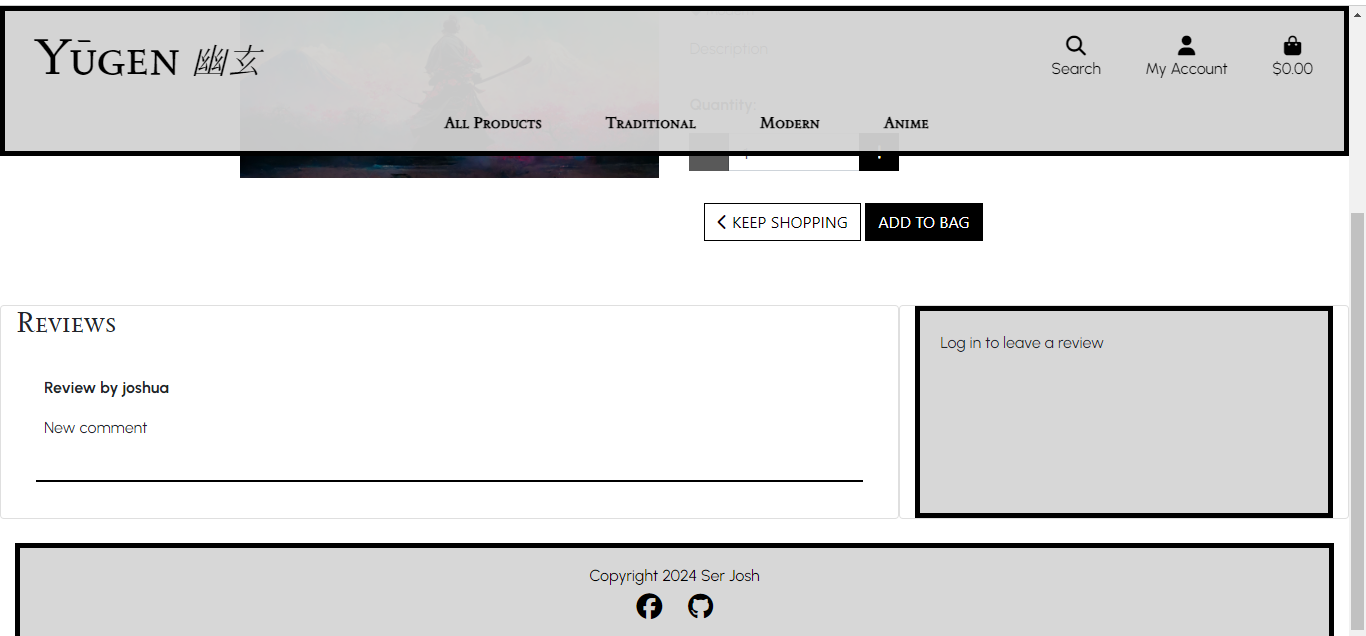 Yūgen 幽玄
Search
My Account
$0.00
Description
Quantity:
All Products
Traditional
Modern
Anime
KEEP SHOPPING
ADD TO BAG
Reviews
Review by joshua
New comment
Log in to leave a review
Copyright 2024 Ser Josh